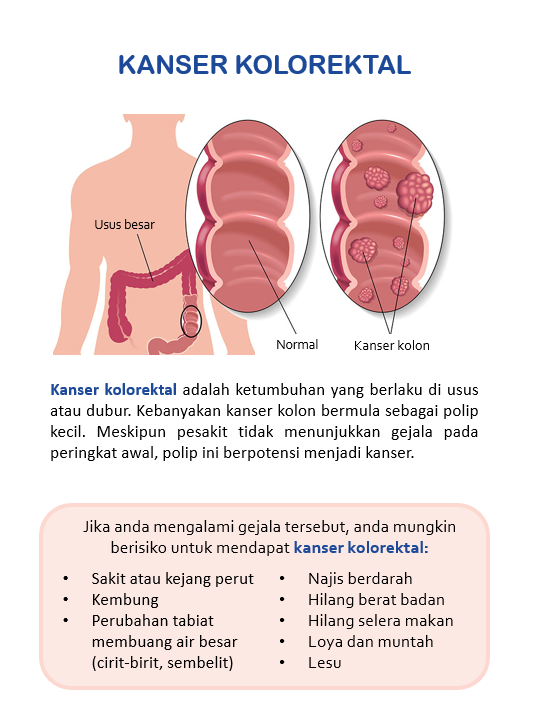 KANSER KOLOREKTAL
Usus besar
Normal
Kanser kolon
Kanser kolorektal adalah ketumbuhan yang berlaku di usus
atau dubur. Kebanyakan kanser kolon bermula sebagai polip
kecil. Meskipun pesakit tidak menunjukkan gejala pada
peringkat awal, polip ini berpotensi menjadi kanser.
Jika anda mengalami gejala tersebut, anda mungkin
berisiko untuk mendapat kanser kolorektal:
• Sakit atau kejang perut
• Kembung
• Perubahan tabiat
membuang air besar
(cirit-birit, sembelit)
• Najis berdarah
• Hilang berat badan
• Hilang selera makan
• Loya dan muntah
• Lesu